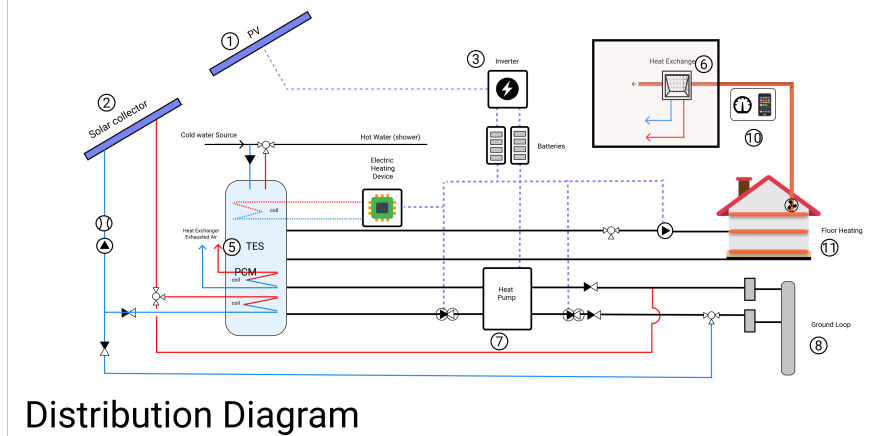 1
PV
3
Inverter
Heat Exchange
6
2
Solar collector
10
Cold water Source
Hot Water (shower)
Batteries
Electric
Heating
Device
coil
Heat Exchanger
Exhausted Air
5
TES
Floor Heating
11
PCM
coil
coil
Heat
Pump
7
Ground Loop
8
Distribution Diagram